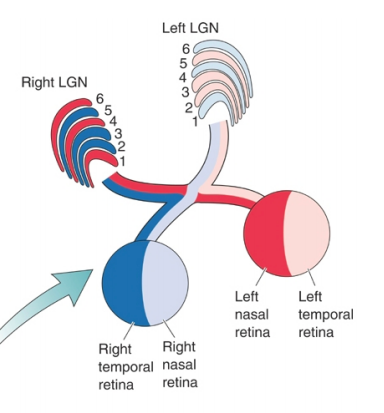 Left LGN
6
5
4
3
2
1
Right LGN
6
5
4
3
2
1
Left
nasal
retina
Left
temporal
retina
Right
temporal
retina
Right
nasal
retina